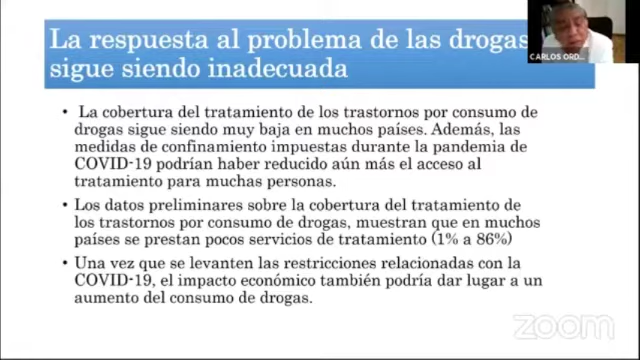 La respuesta al problema de las drogas
sigue siendo inadecuada
CARLOS ORD...
• La cobertura del tratamiento de los trastornos por consumo de
drogas sigue siendo muy baja en muchos países. Además, las
medidas de confinamiento impuestas durante la pandemia de
COVID-19 podrían haber reducido aún más el acceso al
tratamiento para muchas personas.
• Los datos preliminares sobre la cobertura del tratamiento de
los trastornos por consumo de drogas, muestran que en muchos
países se prestan pocos servicios de tratamiento (1% a 86%)
• Una vez que se levanten las restricciones relacionadas con la
COVID-19, el impacto económico también podría dar lugar a un
aumento del consumo de drogas.
zoom